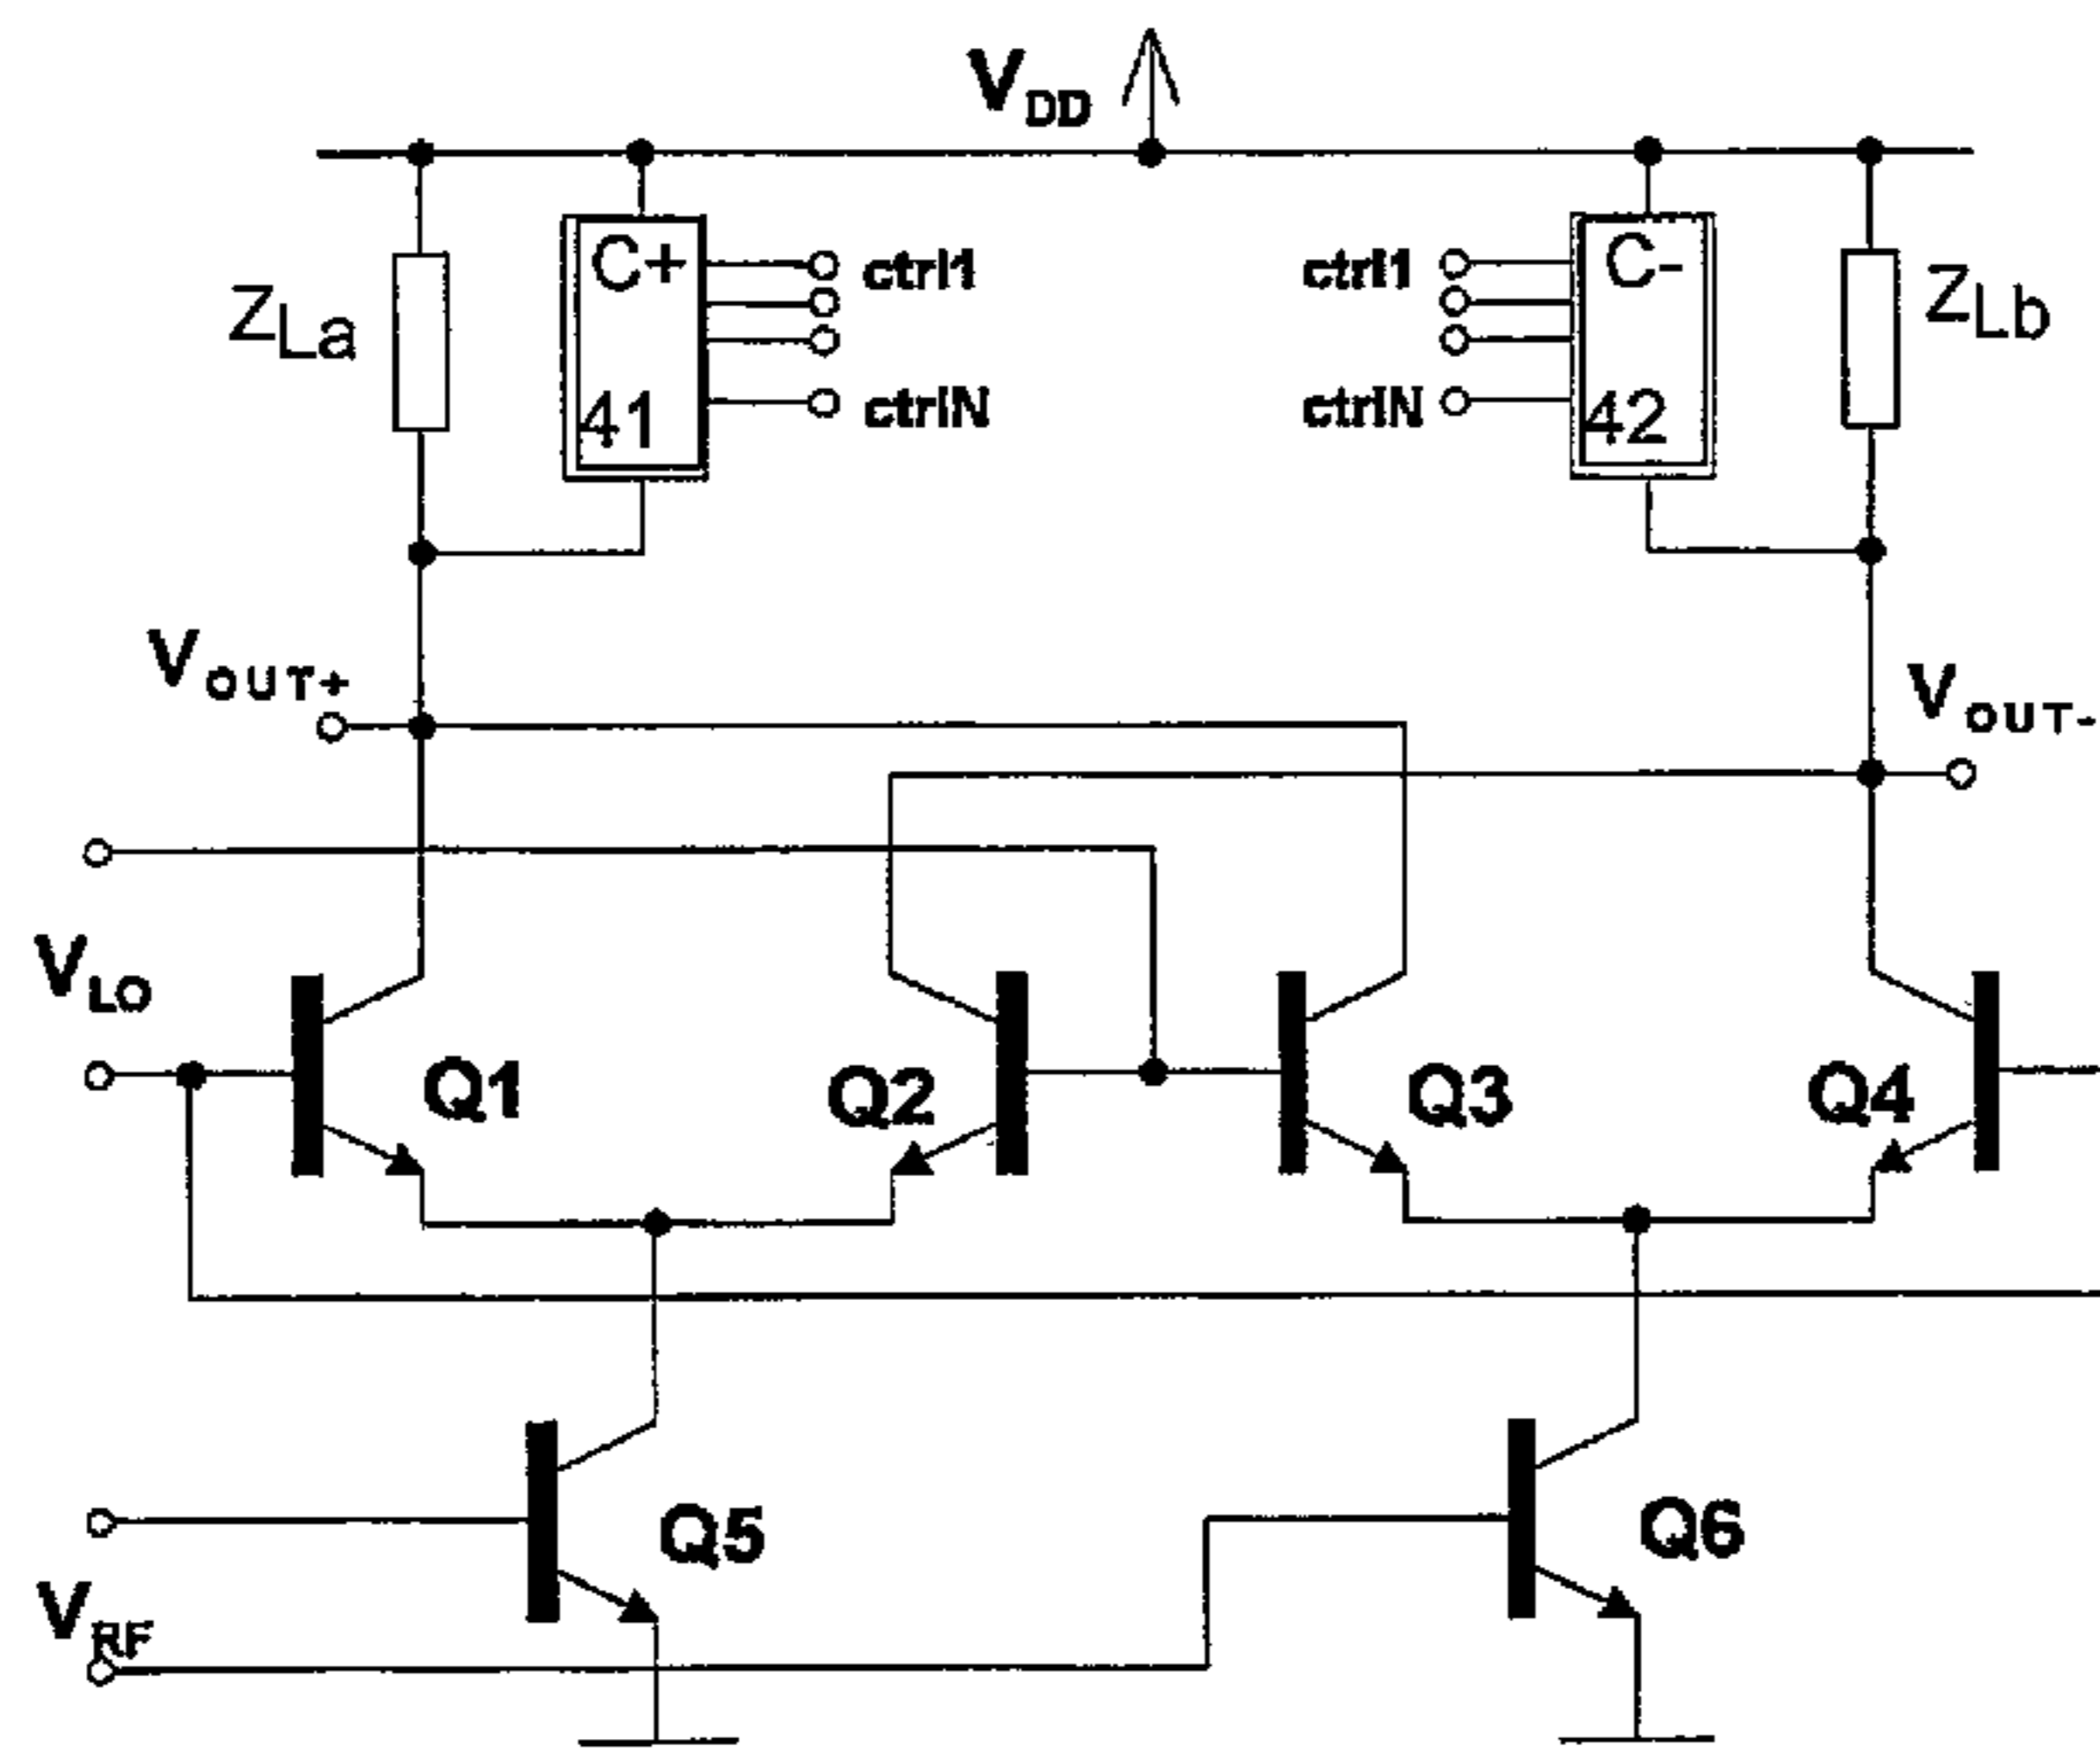 VDD
C+
ctrl1
ctrl1
C-
ZLa
ZLb
41
ctrlN
ctrlN
42
VOUT+
VOUT-
VLO
Q1
Q2
Q3
Q4
Q5
Q6
VRF